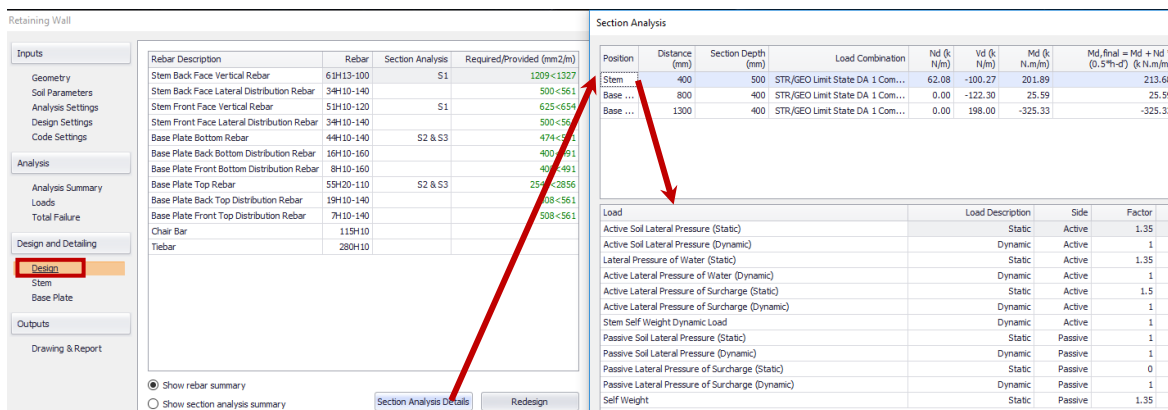 Retaining Wall
Inputs
Geometry
Soil Parameters
Analysis Settings
Design Settings
Code Settings
Analysis
Analysis Summary
Loads
Total Failure
Design and Detailing
Design
Stem
Base Plate
Outputs
Drawing & Report
Rebar Description Rebar Section Analysis Required/Provided (mm2/m)
Stem Back Face Vertical Rebar 61H13-100 S1 1209<1327
Stem Back Face Lateral Distribution Rebar 34H10-140 500<561
Stem Front Face Vertical Rebar 51H10-120 S1 625<654
Stem Front Face Lateral Distribution Rebar 34H10-140
Base Plate Bottom Rebar 44H10-140 S2 & S3
Base Plate Back Bottom Distribution Rebar 16H10-160
Base Plate Front Bottom Distribution Rebar 8H10-160
Base Plate Top Rebar 55H20-110 S2 & S3
Base Plate Back Top Distribution Rebar 19H10-140
Base Plate Front Top Distribution Rebar 7H10-140 508<561
Chair Bar 115H10
Tiebar 280H10
Show rebar summary
Show section analysis summary
Section Analysis Details Redesign
Section Analysis
Position Distance (mm) Section Depth (mm) Load Combination Nd (k N/m) Vd (k N/m) Md (k N.m/m) Md,final = Md + Nd * (0.5*h-d') (k N.m/m)
Stem 400 500 STR/GEO Limit State DA 1 Com... 62.08 -100.27 201.89
Base ... 800 400 STR/GEO Limit State DA 1 Com... 0.00 -122.30 25.59
Base ... 1300 400 STR/GEO Limit State DA 1 Com... 0.00 198.00 -325.33
Load Load Description Side Factor
Active Soil Lateral Pressure (Static) Static Active 1.35
Active Soil Lateral Pressure (Dynamic) Dynamic Active 1
Lateral Pressure of Water (Static) Static Active 1.35
Active Lateral Pressure of Water (Dynamic) Dynamic Active 1
Active Lateral Pressure of Surcharge (Static) Static Active 1.5
Active Lateral Pressure of Surcharge (Dynamic) Dynamic Active 1
Stem Self Weight Dynamic Load Dynamic Active 1
Passive Soil Lateral Pressure (Static) Static Passive 1
Passive Soil Lateral Pressure (Dynamic) Dynamic Passive 1
Passive Lateral Pressure of Surcharge (Static) Static Passive 0
Passive Lateral Pressure of Surcharge (Dynamic) Dynamic Passive 1
Self Weight Static Passive 1.35